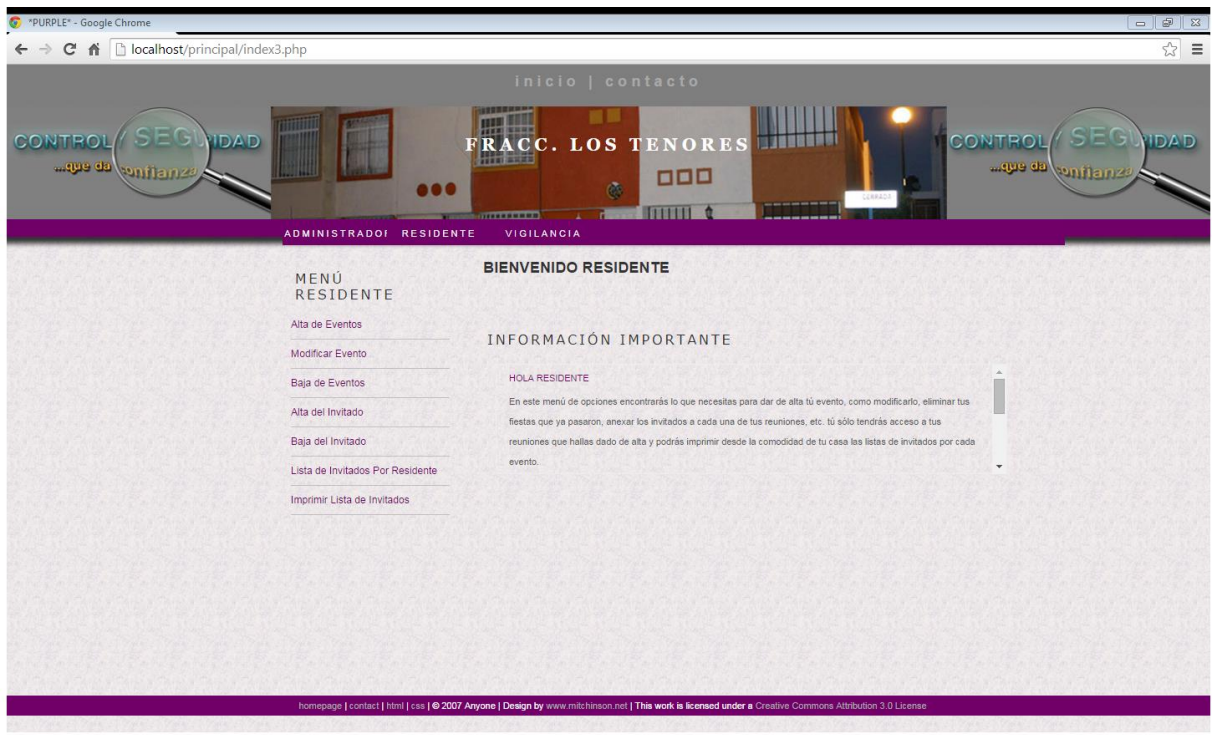 *PURPLE* - Google Chrome
localhost/principal/index3.php
inicio | contacto
CONTROL Y SEGURIDAD
...que da confianza
FRACC. LOS TENORES
CERRADA
CONTROL Y SEGURIDAD
...que da confianza
ADMINISTRADOR RESIDENTE VIGILANCIA
MENÚ
RESIDENTE
Alta de Eventos
Modificar Evento
Baja de Eventos
Alta del Invitado
Baja del Invitado
Lista de Invitados Por Residente
Imprimir Lista de Invitados
BIENVENIDO RESIDENTE
INFORMACIÓN IMPORTANTE
HOLA RESIDENTE
En este menú de opciones encontrarás lo que necesitas para dar de alta tú evento, como modificarlo, eliminar tus
fiestas que ya pasaron, anexar los invitados a cada una de tus reuniones, etc. tú sólo tendrás acceso a tus
reuniones que hallas dado de alta y podrás imprimir desde la comodidad de tu casa las listas de invitados por cada
evento.
homepage | contact | html | css | © 2007 Anyone | Design by www.mitchinson.net | This work is licensed under a Creative Commons Attribution 3.0 License